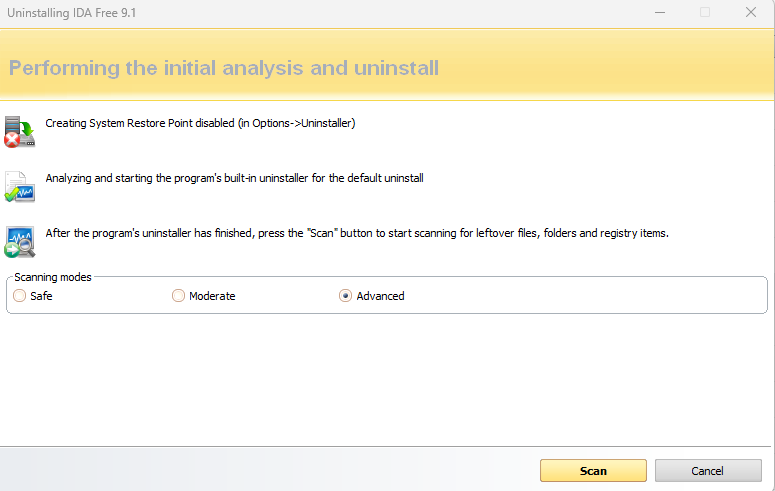 Uninstalling IDA Free 9.1
Performing the initial analysis and uninstall
Creating System Restore Point disabled (in Options->Uninstaller)
Analyzing and starting the program's built-in uninstaller for the default uninstall
After the program's uninstaller has finished, press the "Scan" button to start scanning for leftover files, folders and registry items.
Scanning modes
Safe
Moderate
Advanced
Scan
Cancel